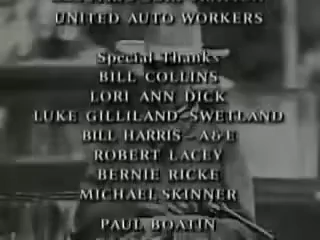 UNITED AUTO WORKERS
Special Thanks
BILL COLLINS
LORI ANN DICK
LUKE GILLILAND-SWETLAND
BILL HARRIS - A&E
ROBERT LACEY
BERNIE RICKE
MICHAEL SKINNER
PAUL BOATIN